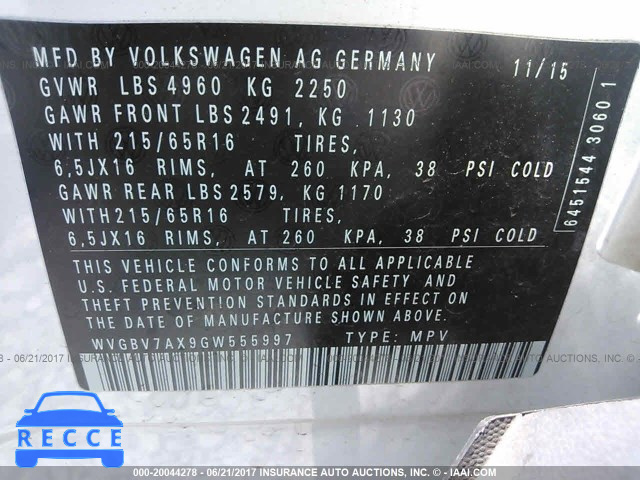 MFD BY VOLKSWAGEN AG GERMANY 11/15
GVWR LBS 4960 KG 2250
GAWR FRONT LBS 2491, KG 1130
WITH 215/65R16 TIRES,
6,5JX16 RIMS, AT 260 KPA, 38 PSI COLD
GAWR REAR LBS 2579, KG 1170
WITH 215/65R16 TIRES,
6,5JX16 RIMS, AT 260 KPA, 38 PSI COLD
6451544 3060 1
THIS VEHICLE CONFORMS TO ALL APPLICABLE
U.S. FEDERAL MOTOR VEHICLE SAFETY AND
THEFT PREVENTION STANDARDS IN EFFECT ON
THE DATE OF MANUFACTURE SHOWN ABOVE.
WVGBV7AX9GW555997 TYPE: MPV
RECCE
000-20044278 - 06/21/2017 INSURANCE AUTO AUCTIONS, INC. - IAAI.COM